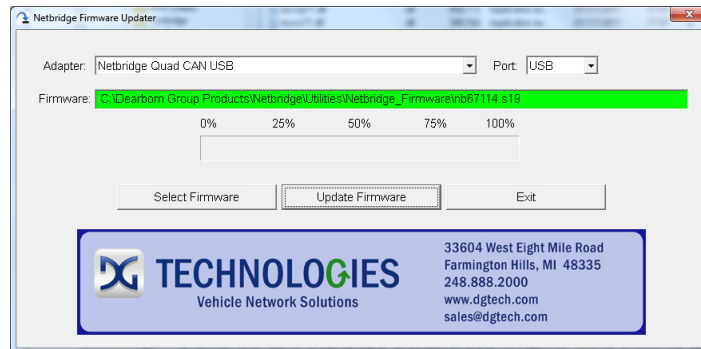 Netbridge Firmware Updater
Adapter: Netbridge Quad CAN USB Port: USB
Firmware: C:\Dearborn Group Products\Netbridge\Utilities\Netbridge_Firmware\nb67114.s19
0% 25% 50% 75% 100%
Select Firmware Update Firmware Exit
DG TECHNOLOGIES
Vehicle Network Solutions
33604 West Eight Mile Road
Farmington Hills, MI 48335
248.888.2000
www.dgtech.com
sales@dgtech.com